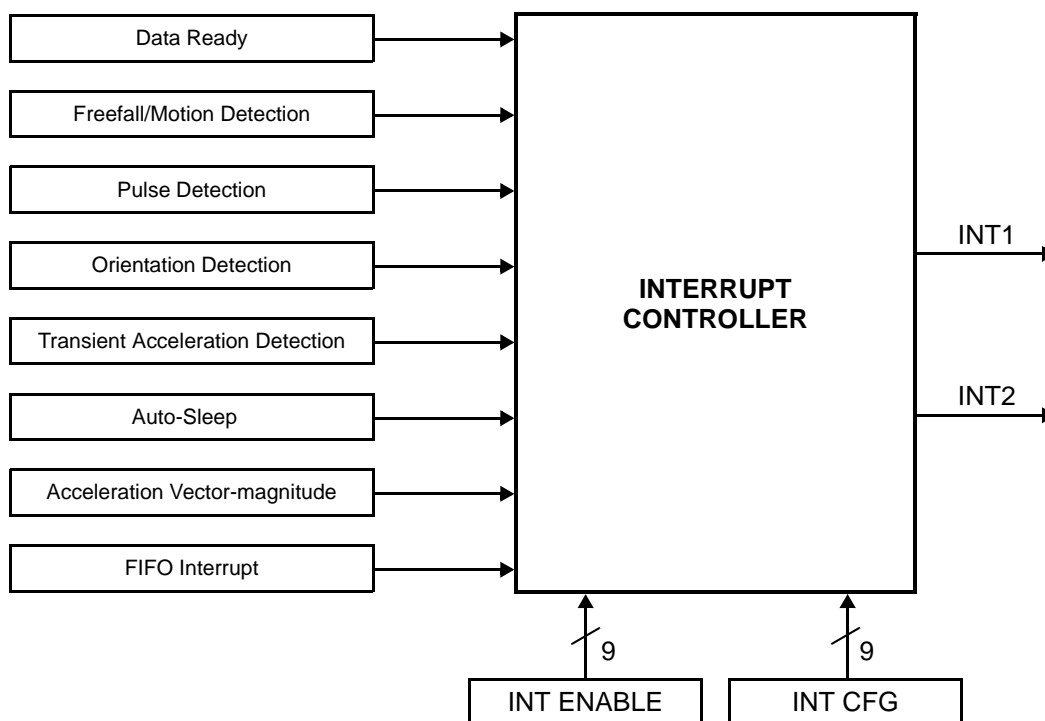 Data Ready
Freefall/Motion Detection
Pulse Detection
Orientation Detection
Transient Acceleration Detection
Auto-Sleep
Acceleration Vector-magnitude
FIFO Interrupt
INTERRUPT
CONTROLLER
INT1
INT2
9
9
INT ENABLE
INT CFG